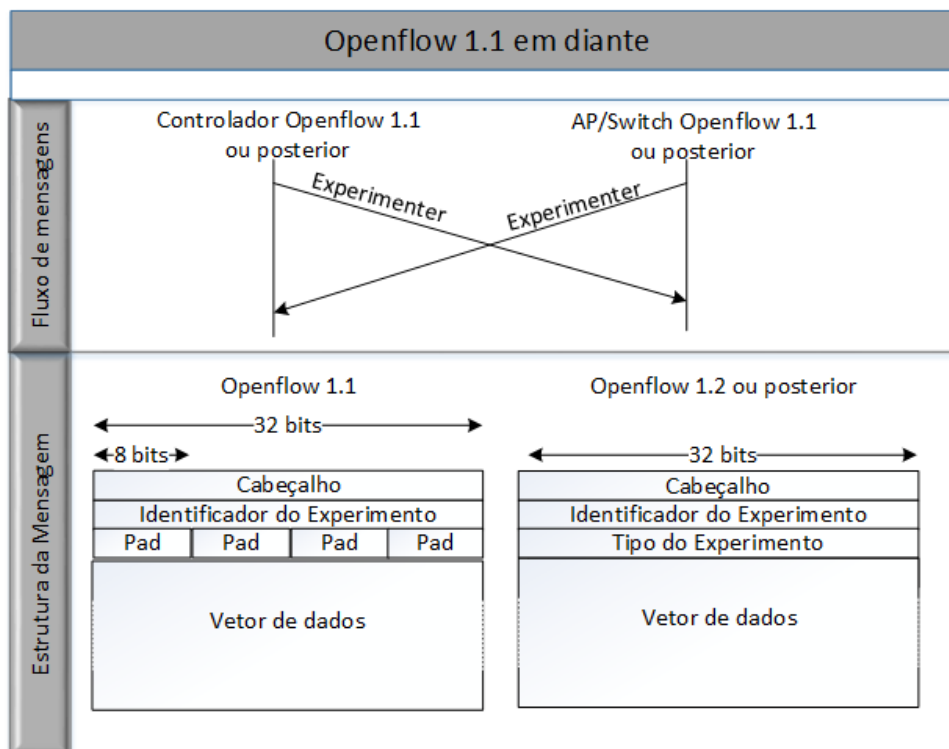 Openflow 1.1 em diante
Fluxo de mensagens
Controlador Openflow 1.1
ou posterior
AP/Switch Openflow 1.1
ou posterior
Experimenter
Experimenter
Estrutura da Mensagem
Openflow 1.1
32 bits
8 bits
Cabeçalho
Identificador do Experimento
Pad Pad Pad Pad
Vetor de dados
Openflow 1.2 ou posterior
32 bits
Cabeçalho
Identificador do Experimento
Tipo do Experimento
Vetor de dados